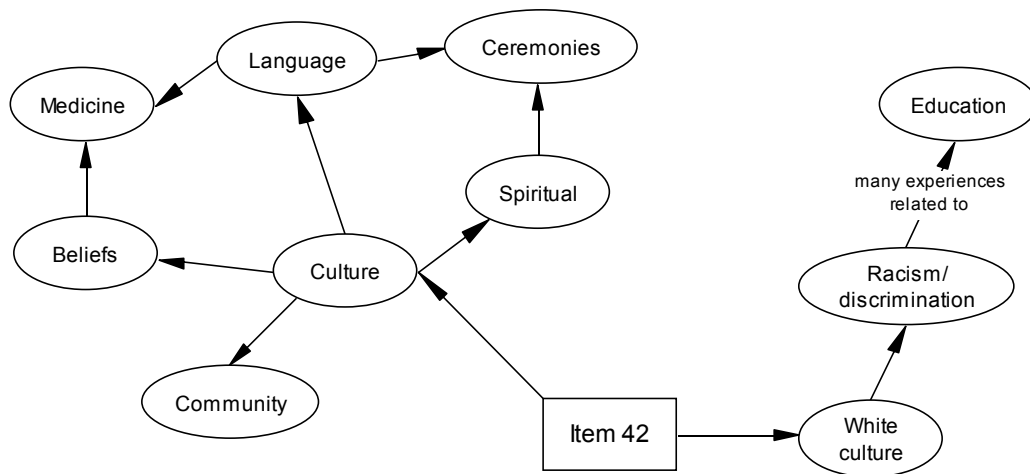 Ceremonies
Language
Medicine
Education
many experiences
related to
Spiritual
Beliefs
Culture
Racism/
discrimination
Community
Item 42
White
culture